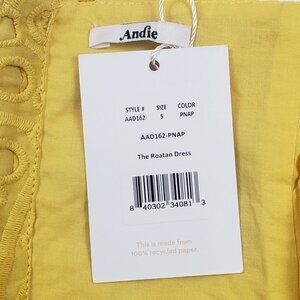 Andie
STYLE # SIZE COLOR
AAD162 S PNAP
AAD162-PNAP
The Roatan Dress
8 40302 34081 3
This is made from
100% recycled paper.